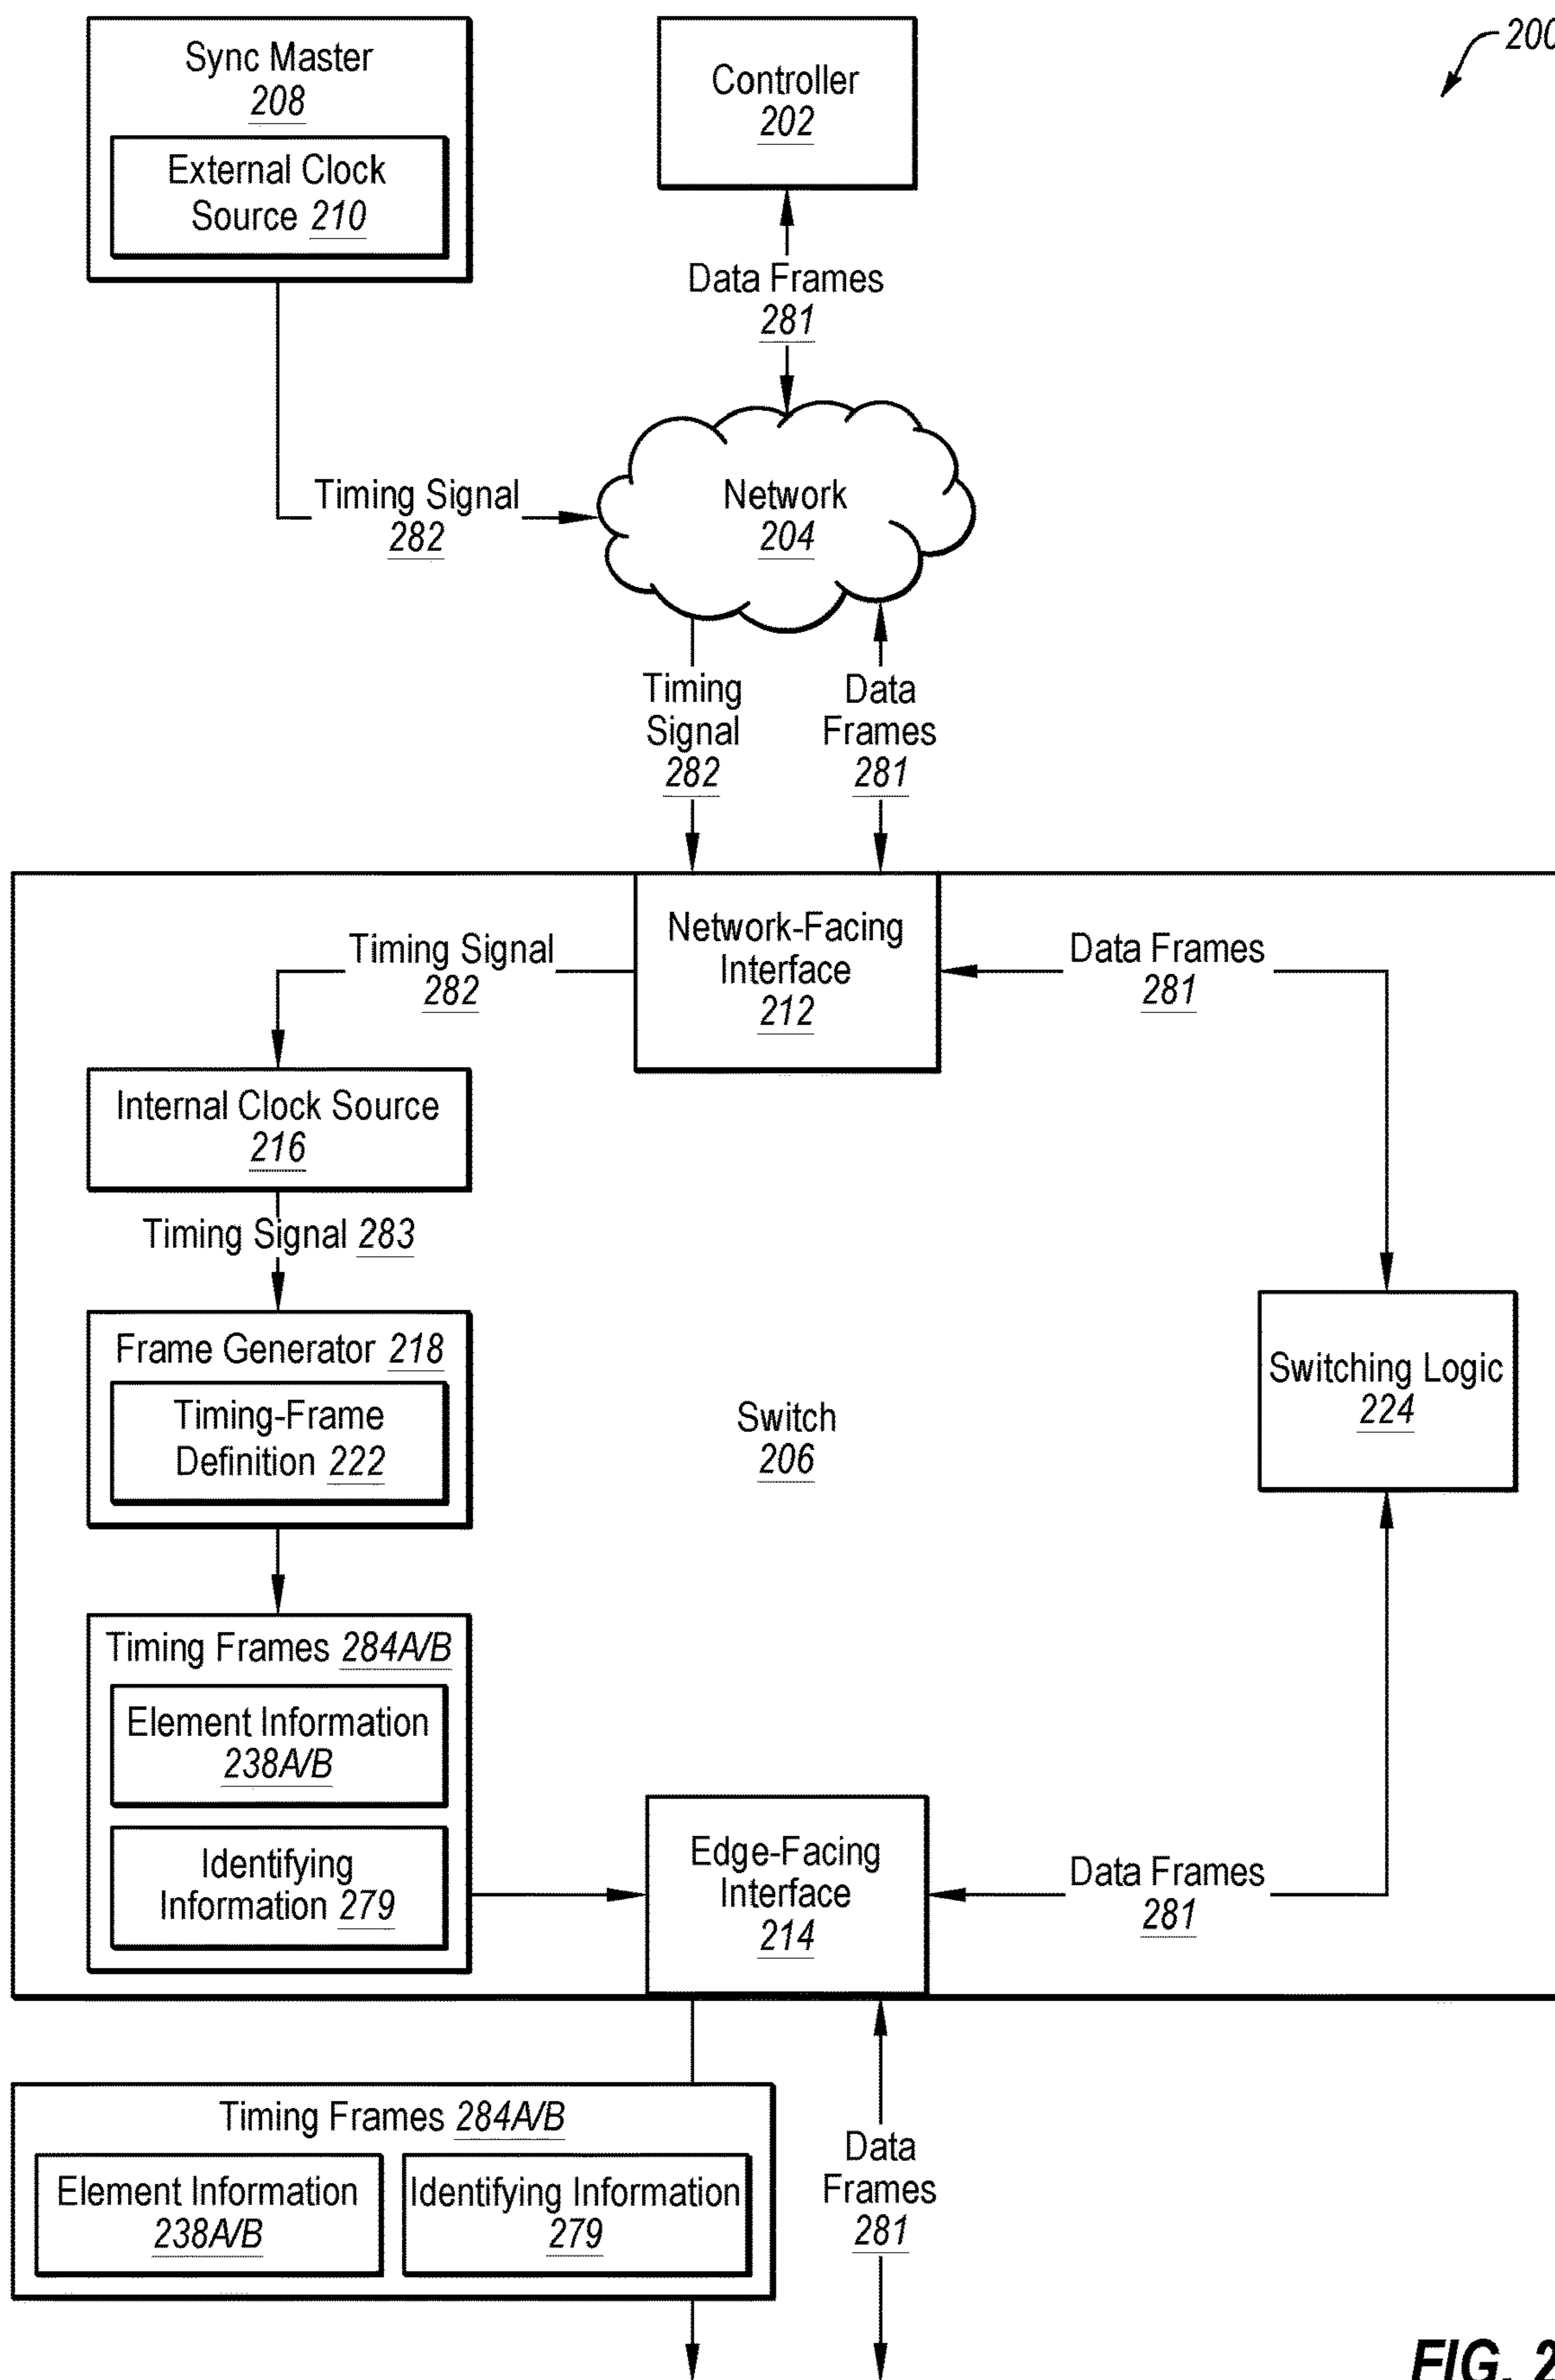 Sync Master
208
External Clock
Source 210
Controller
202
200
Data Frames
281
Timing Signal
282
Network
204
Timing
Signal
282
Data
Frames
281
Network-Facing
Interface
212
Timing Signal
282
Data Frames
281
Internal Clock Source
216
Timing Signal 283
Frame Generator 218
Timing-Frame
Definition 222
Switch
206
Switching Logic
224
Timing Frames 284A/B
Element Information
238A/B
Identifying
Information 279
Edge-Facing
Interface
214
Data Frames
281
Timing Frames 284A/B
Element Information
238A/B
Identifying Information
279
Data
Frames
281
FIG. 2